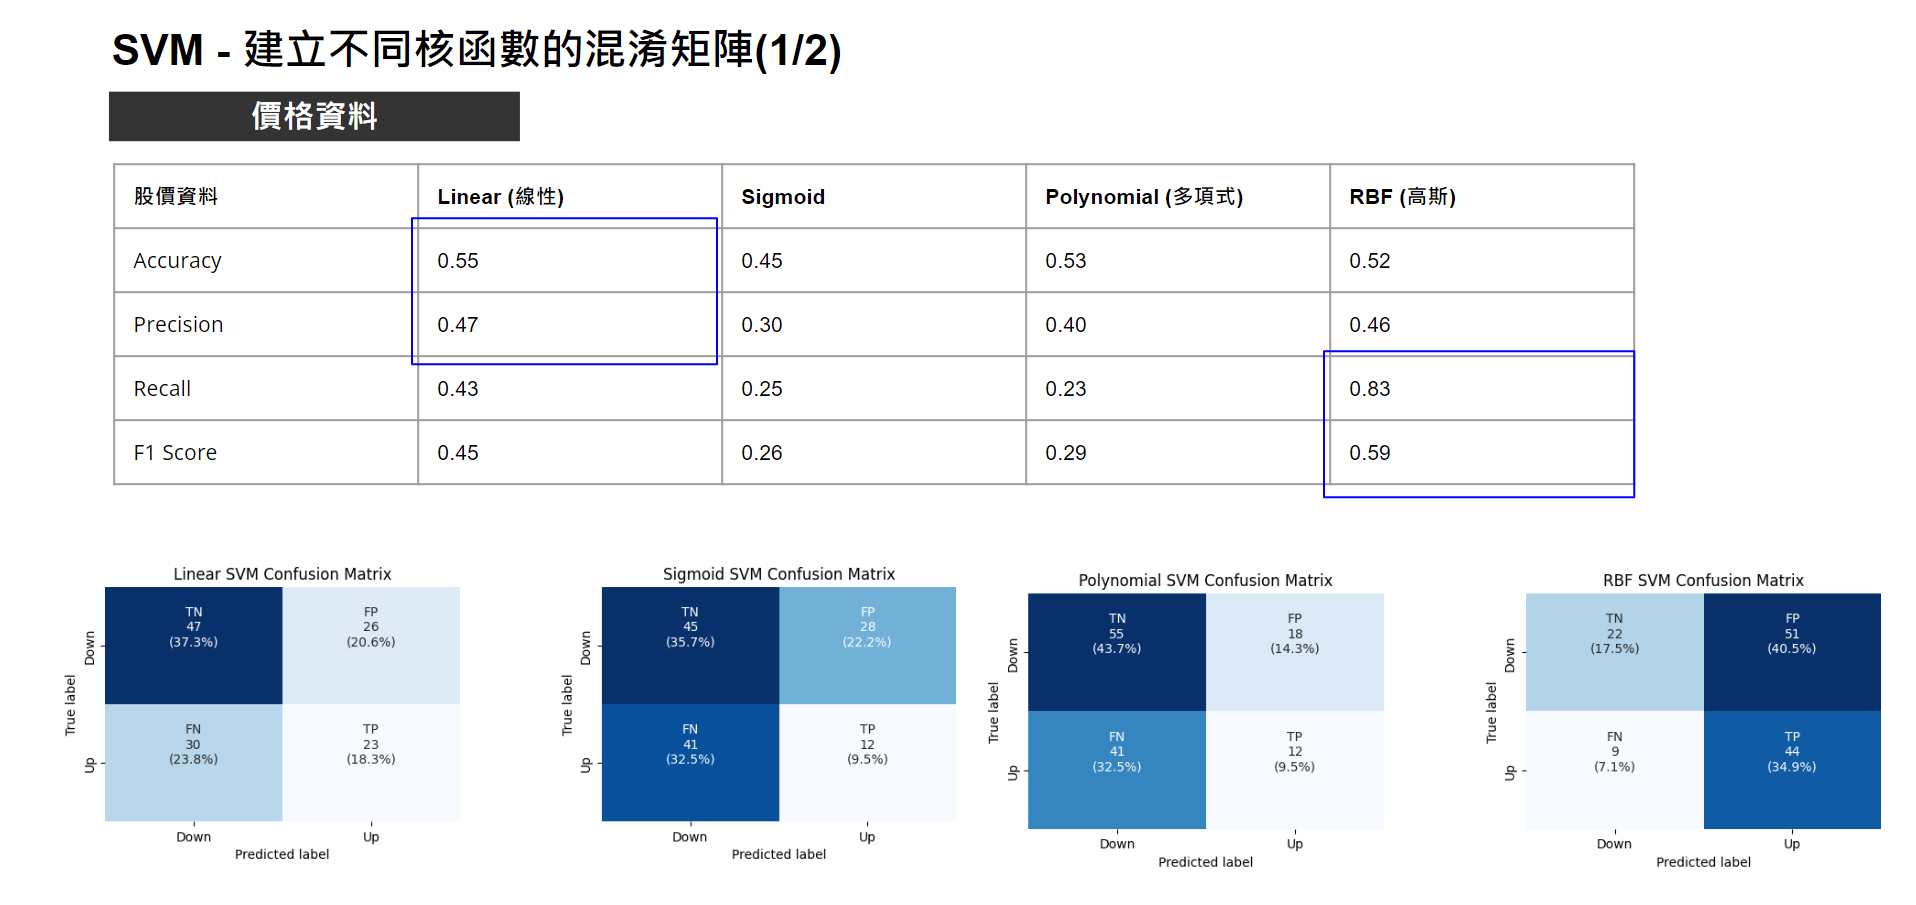 SVM - 建立不同核函數的混淆矩陣(1/2)
價格資料
股價資料 Linear (線性) Sigmoid Polynomial (多項式) RBF (高斯)
Accuracy 0.55 0.45 0.53 0.52
Precision 0.47 0.30 0.40 0.46
Recall 0.43 0.25 0.23 0.83
F1 Score 0.45 0.26 0.29 0.59
Linear SVM Confusion Matrix
True label
Down
Up
TN
47
(37.3%)
FP
26
(20.6%)
FN
30
(23.8%)
TP
23
(18.3%)
Down Up
Predicted label
Sigmoid SVM Confusion Matrix
True label
Down
Up
TN
45
(35.7%)
FP
28
(22.2%)
FN
41
(32.5%)
TP
12
(9.5%)
Down Up
Predicted label
Polynomial SVM Confusion Matrix
True label
Down
Up
TN
55
(43.7%)
FP
18
(14.3%)
FN
41
(32.5%)
TP
12
(9.5%)
Down Up
Predicted label
RBF SVM Confusion Matrix
True label
Down
Up
TN
22
(17.5%)
FP
51
(40.5%)
FN
9
(7.1%)
TP
44
(34.9%)
Down Up
Predicted label